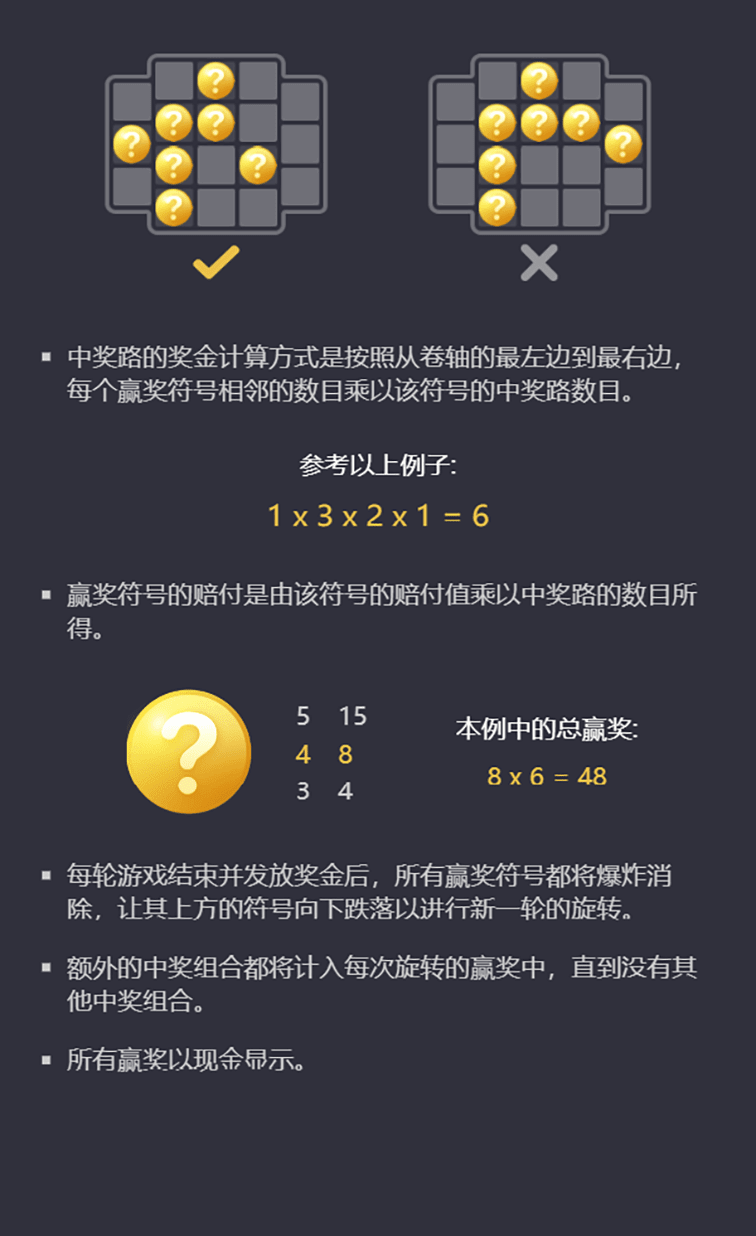 中奖路的奖金计算方式是按照从卷轴的最左边到最右边，
每个赢奖符号相邻的数目乘以该符号的中奖路数目。
参考以上例子:
1 x 3 x 2 x 1 = 6
赢奖符号的赔付是由该符号的赔付值乘以中奖路的数目所
得。
5 15
4 8
3 4
本例中的总赢奖:
8 x 6 = 48
每轮游戏结束并发放奖金后，所有赢奖符号都将爆炸消
除，让其上方的符号向下跌落以进行新一轮的旋转。
额外的中奖组合都将计入每次旋转的赢奖中，直到没有其
他中奖组合。
所有赢奖以现金显示。